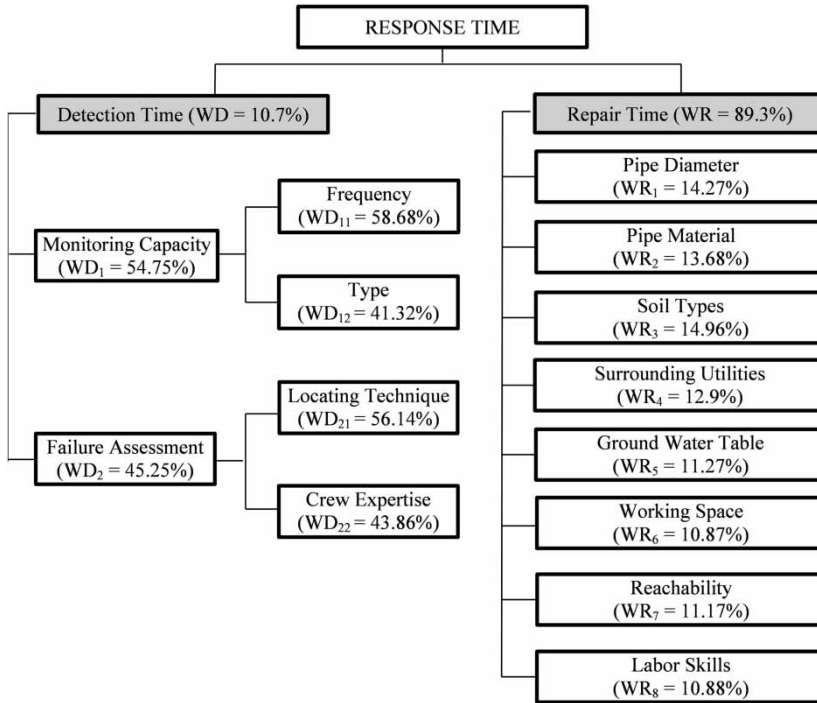 RESPONSE TIME
Detection Time (WD = 10.7%)
Monitoring Capacity
(WD₁ = 54.75%)
Frequency
(WD₁₁ = 58.68%)
Type
(WD₁₂ = 41.32%)
Failure Assessment
(WD₂ = 45.25%)
Locating Technique
(WD₂₁ = 56.14%)
Crew Expertise
(WD₂₂ = 43.86%)
Repair Time (WR = 89.3%)
Pipe Diameter
(WR₁ = 14.27%)
Pipe Material
(WR₂ = 13.68%)
Soil Types
(WR₃ = 14.96%)
Surrounding Utilities
(WR₄ = 12.9%)
Ground Water Table
(WR₅ = 11.27%)
Working Space
(WR₆ = 10.87%)
Reachability
(WR₇ = 11.17%)
Labor Skills
(WR₈ = 10.88%)